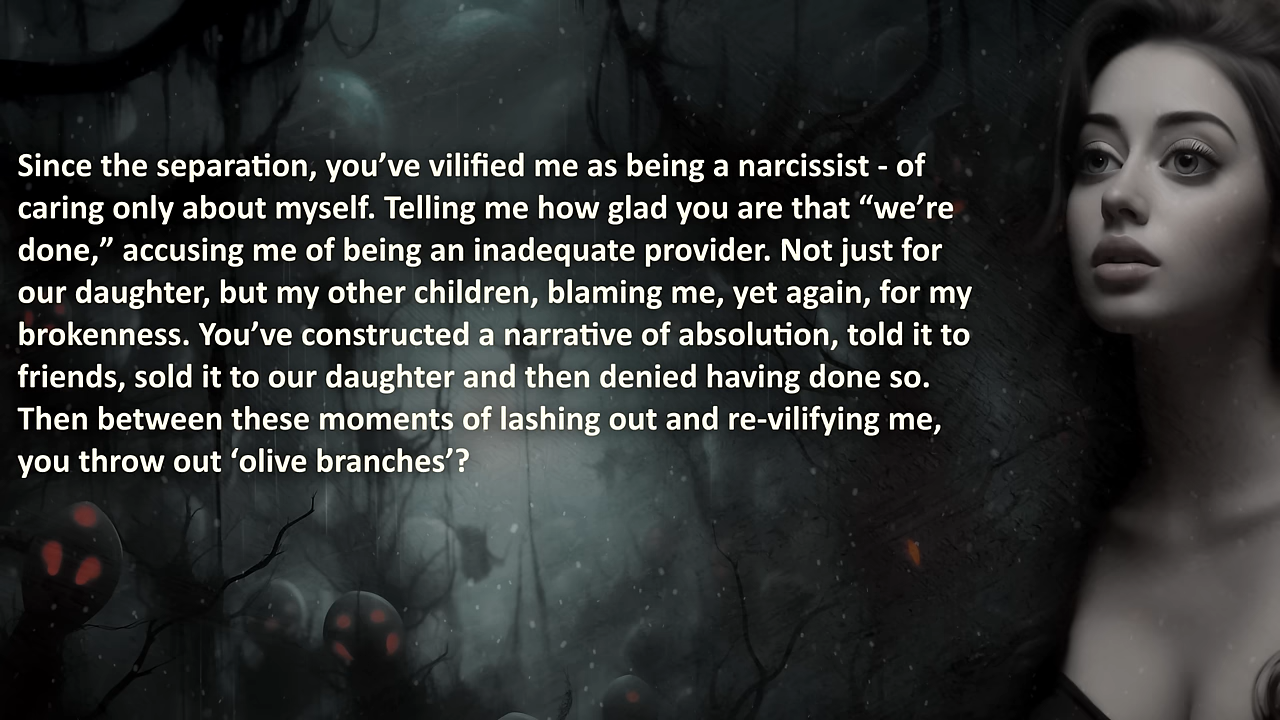 Since the separation, you’ve vilified me as being a narcissist - of
caring only about myself. Telling me how glad you are that “we’re
done,” accusing me of being an inadequate provider. Not just for
our daughter, but my other children, blaming me, yet again, for my
brokenness. You’ve constructed a narrative of absolution, told it to
friends, sold it to our daughter and then denied having done so.
Then between these moments of lashing out and re-vilifying me,
you throw out ‘olive branches’?